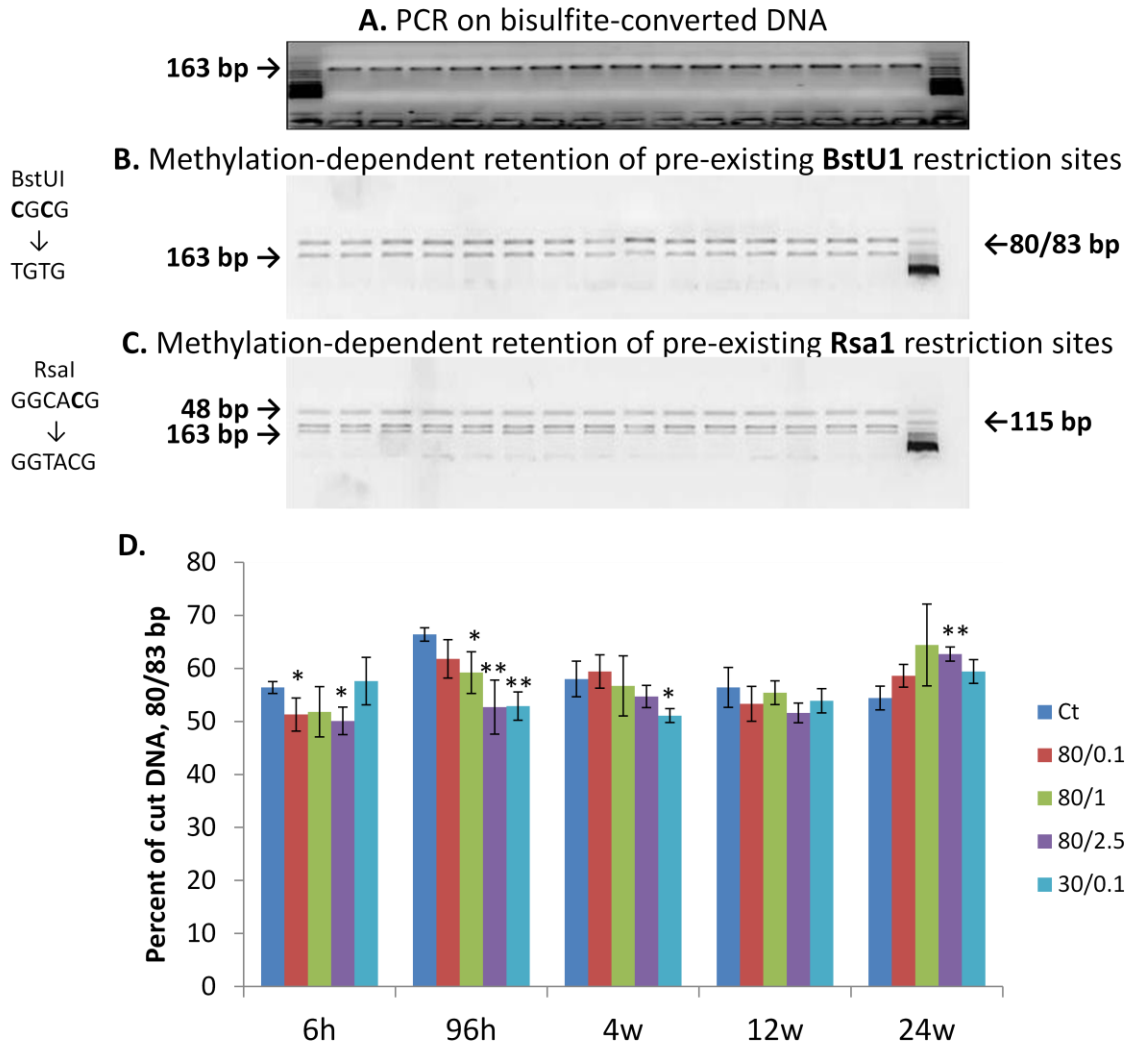 A. PCR on bisulfite-converted DNA
163 bp →
B. Methylation-dependent retention of pre-existing BstU1 restriction sites
BstUI
CGCG
↓
TGTG
163 bp →
←80/83 bp
C. Methylation-dependent retention of pre-existing Rsa1 restriction sites
RsaI
GGCACG
↓
GGTACG
48 bp →
163 bp →
←115 bp
D.
Percent of cut DNA, 80/83 bp
80
70
60
50
40
30
20
10
0
* *
* ** **
*
**
6h 96h 4w 12w 24w
Ct
80/0.1
80/1
80/2.5
30/0.1